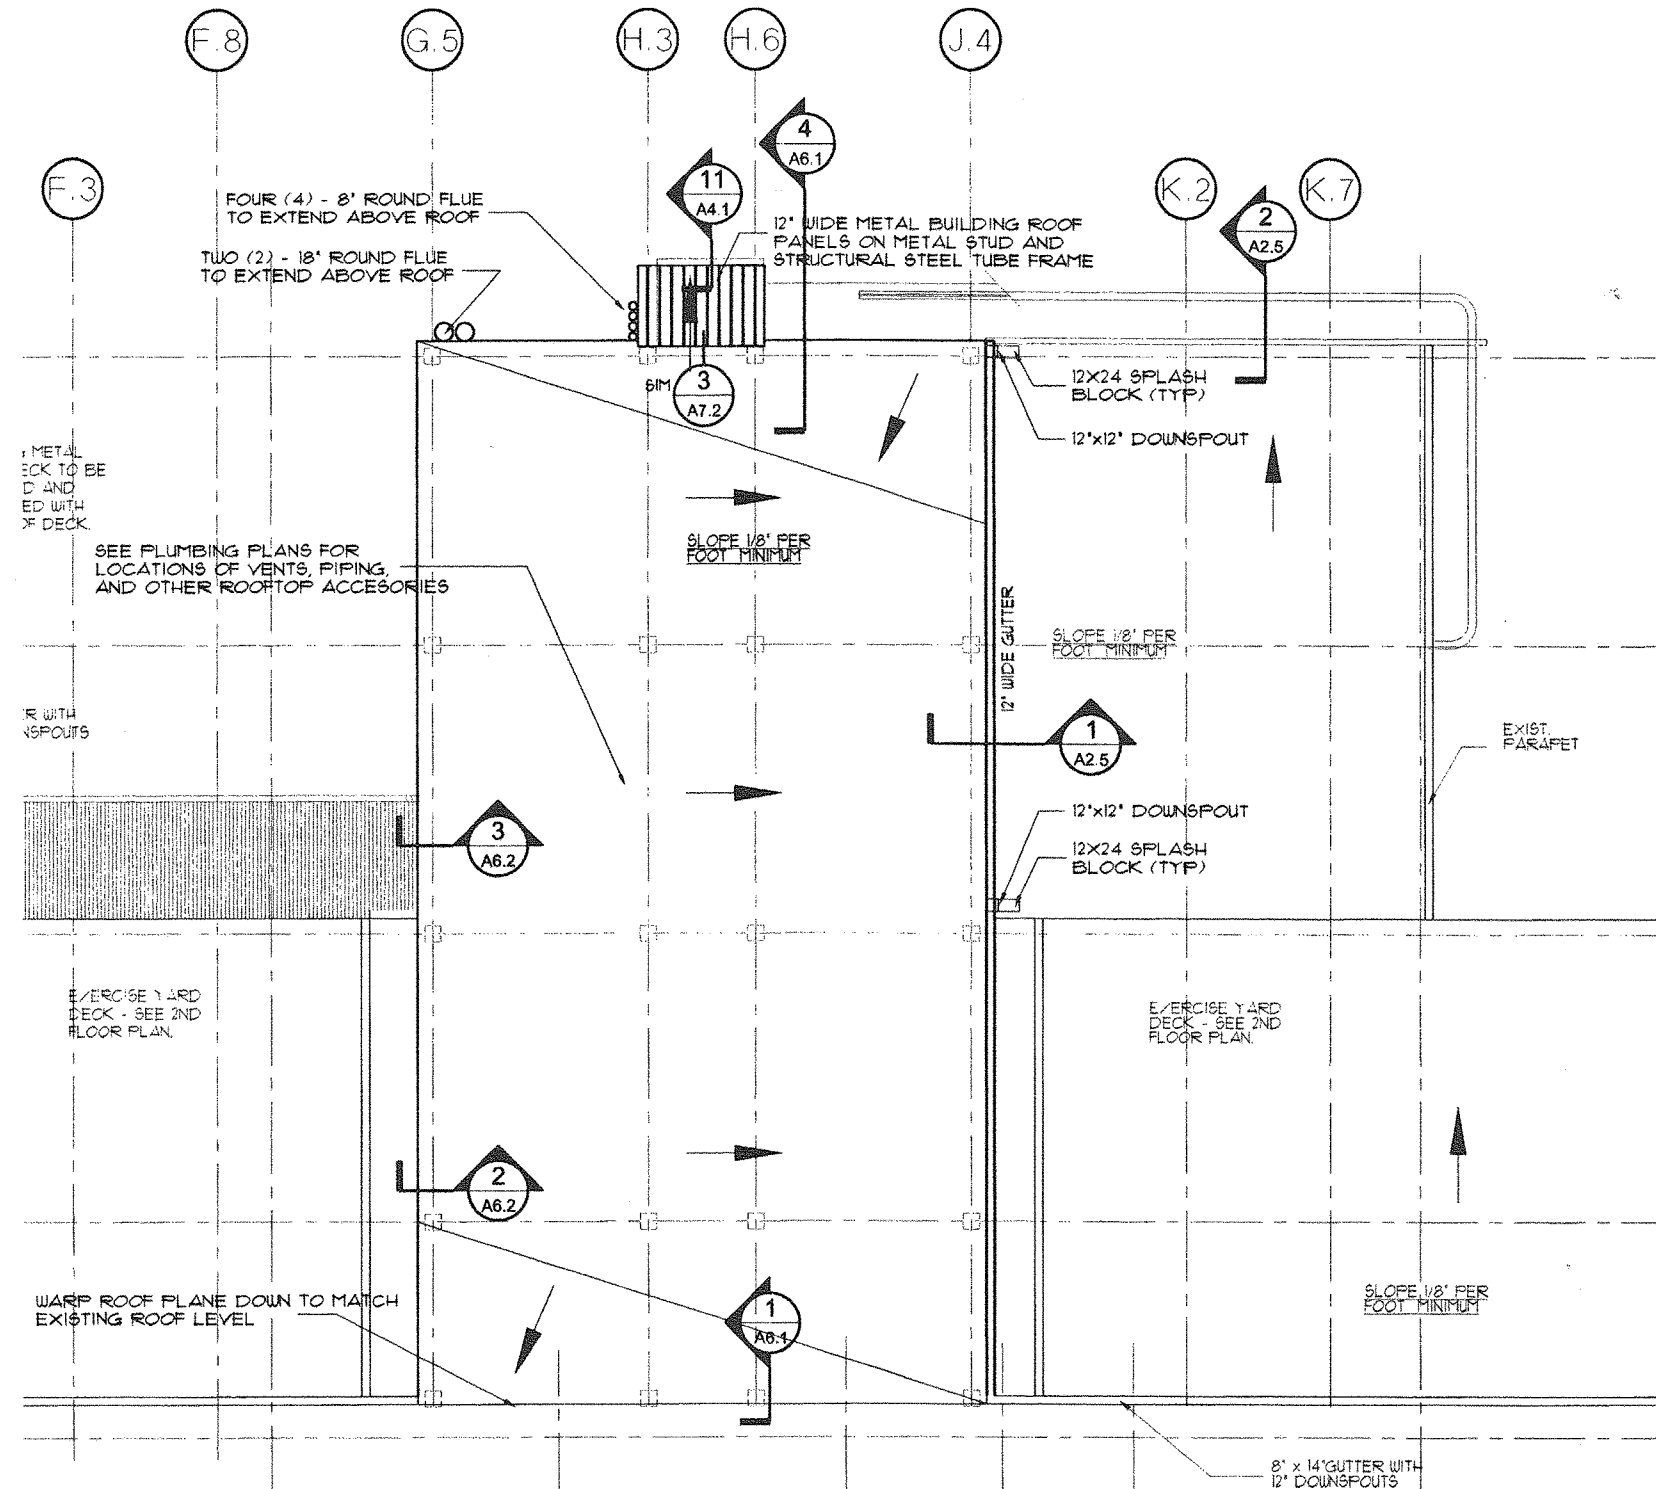 F.8
G.5
H.3
H.6
J.4
F.3
K.2
K.7
4
A6.1
11
A4.1
2
A2.5
FOUR (4) - 8" ROUND FLUE
TO EXTEND ABOVE ROOF
TWO (2) - 18" ROUND FLUE
TO EXTEND ABOVE ROOF
12" WIDE METAL BUILDING ROOF
PANELS ON METAL STUD AND
STRUCTURAL STEEL TUBE FRAME
SIM
3
A7.2
12X24 SPLASH
BLOCK (TYP)
12"x12" DOWNSPOUT
METAL
ECK TO BE
D AND
ED WITH
OF DECK.
SLOPE 1/8" PER
FOOT MINIMUM
SEE PLUMBING PLANS FOR
LOCATIONS OF VENTS, PIPING,
AND OTHER ROOFTOP ACCESORIES
12" WIDE GUTTER
SLOPE 1/8" PER
FOOT MINIMUM
R WITH
NSPOUTS
1
A2.5
EXIST.
PARAPET
12"x12" DOWNSPOUT
12X24 SPLASH
BLOCK (TYP)
3
A6.2
EXERCISE YARD
DECK - SEE 2ND
FLOOR PLAN.
EXERCISE YARD
DECK - SEE 2ND
FLOOR PLAN.
2
A6.2
WARP ROOF PLANE DOWN TO MATCH
EXISTING ROOF LEVEL
1
A6.1
SLOPE 1/8" PER
FOOT MINIMUM
8" x 14"GUTTER WITH
12" DOWNSPOUTS